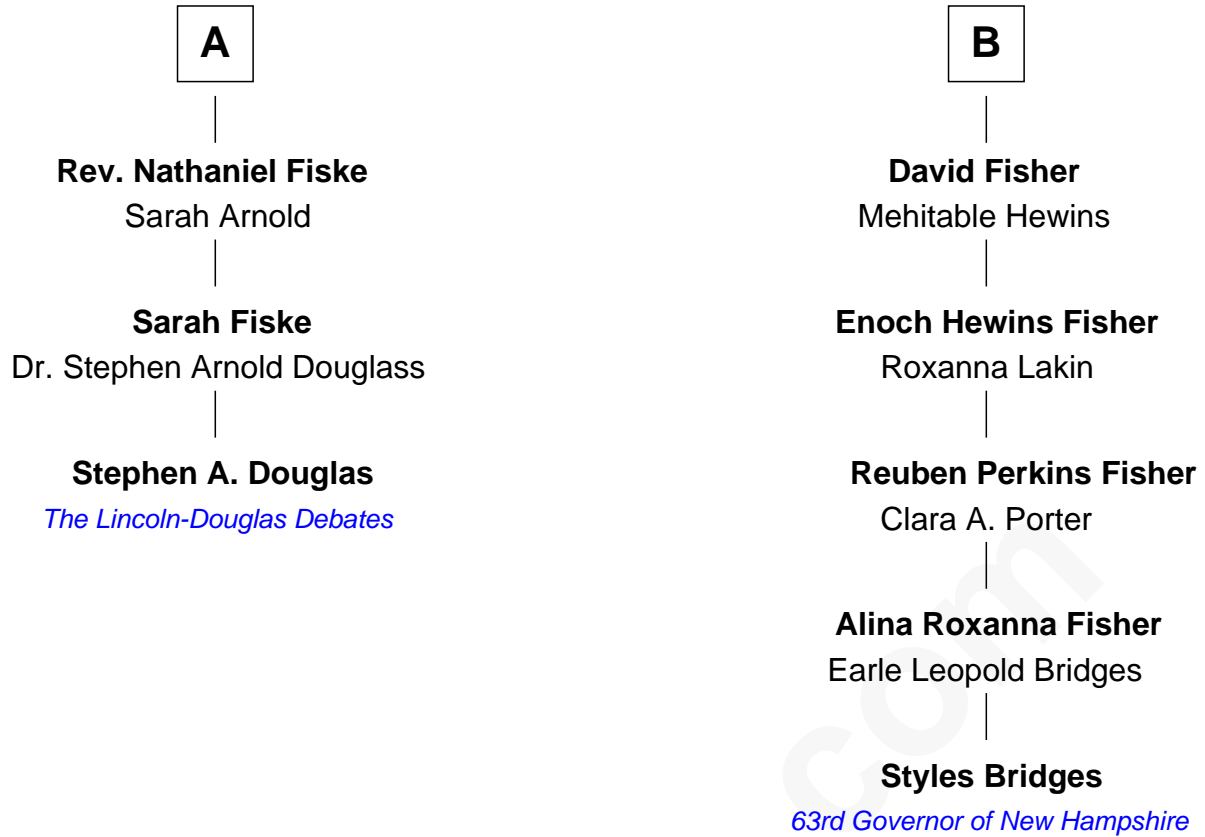 A
Rev. Nathaniel Fiske
Sarah Arnold
Sarah Fiske
Dr. Stephen Arnold Douglass
Stephen A. Douglas
The Lincoln-Douglas Debates
B
David Fisher
Mehitable Hewins
Enoch Hewins Fisher
Roxanna Lakin
Reuben Perkins Fisher
Clara A. Porter
Alina Roxanna Fisher
Earle Leopold Bridges
Styles Bridges
63rd Governor of New Hampshire
com